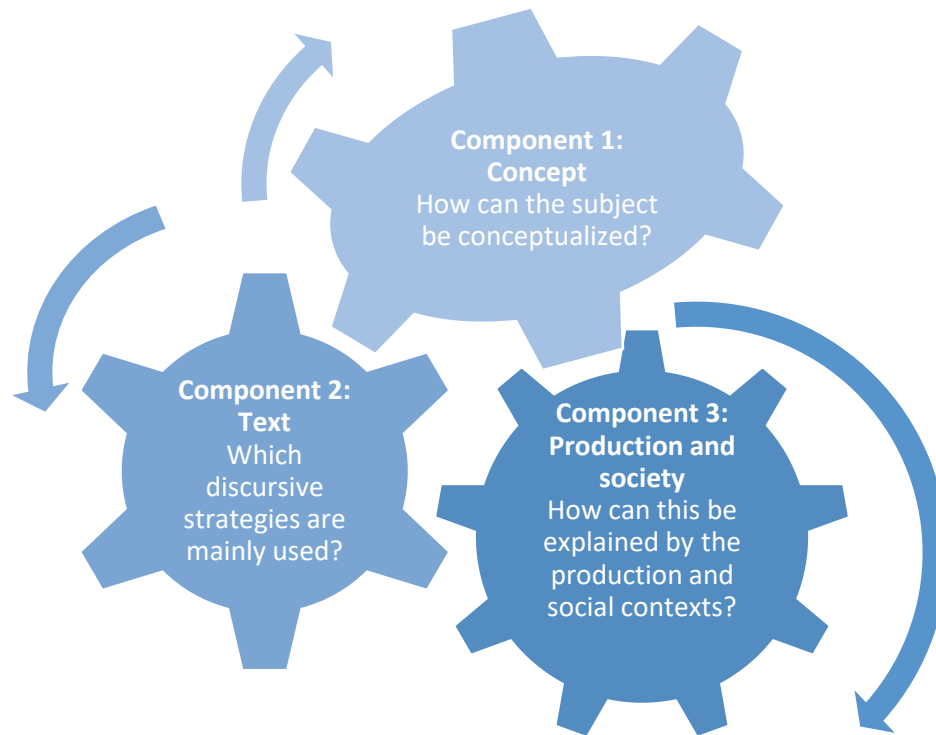 Component 1:
Concept
How can the subject
be conceptualized?
Component 2:
Text
Which
discursive
strategies are
mainly used?
Component 3:
Production and
society
How can this be
explained by the
production and
social contexts?